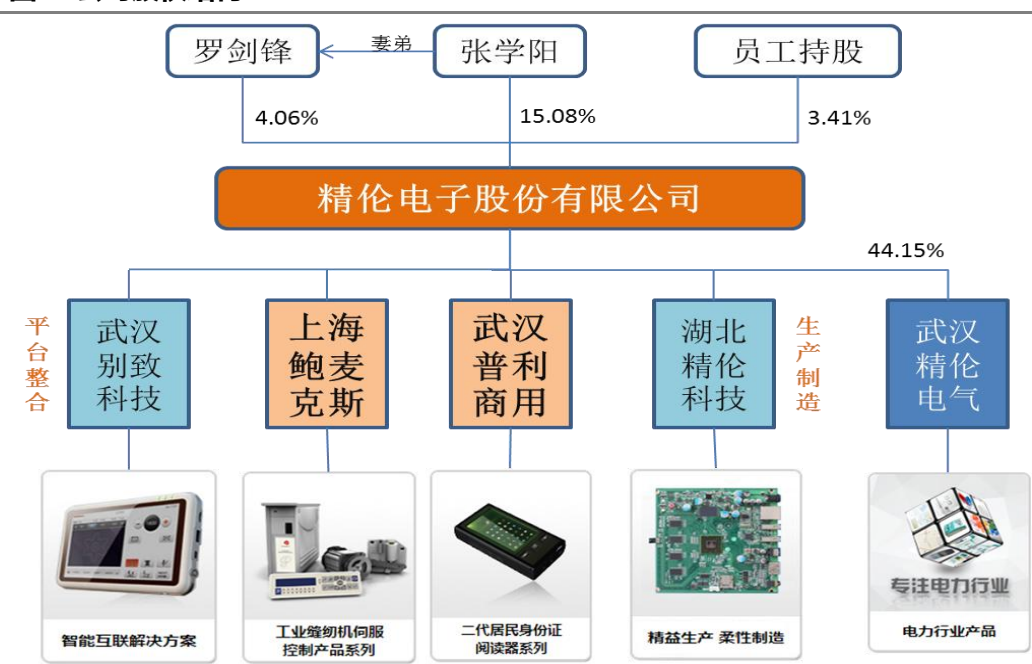 罗剑锋
妻弟
张学阳
员工持股
4.06%
15.08%
3.41%
精伦电子股份有限公司
44.15%
平台整合
武汉
别致
科技
上海
鲍麦
克斯
武汉
普利
商用
湖北
精伦
科技
生产制造
武汉
精伦
电气
专注电力行业
智能互联解决方案
工业缝纫机伺服
控制产品系列
二代居民身份证
阅读器系列
精益生产 柔性制造
电力行业产品